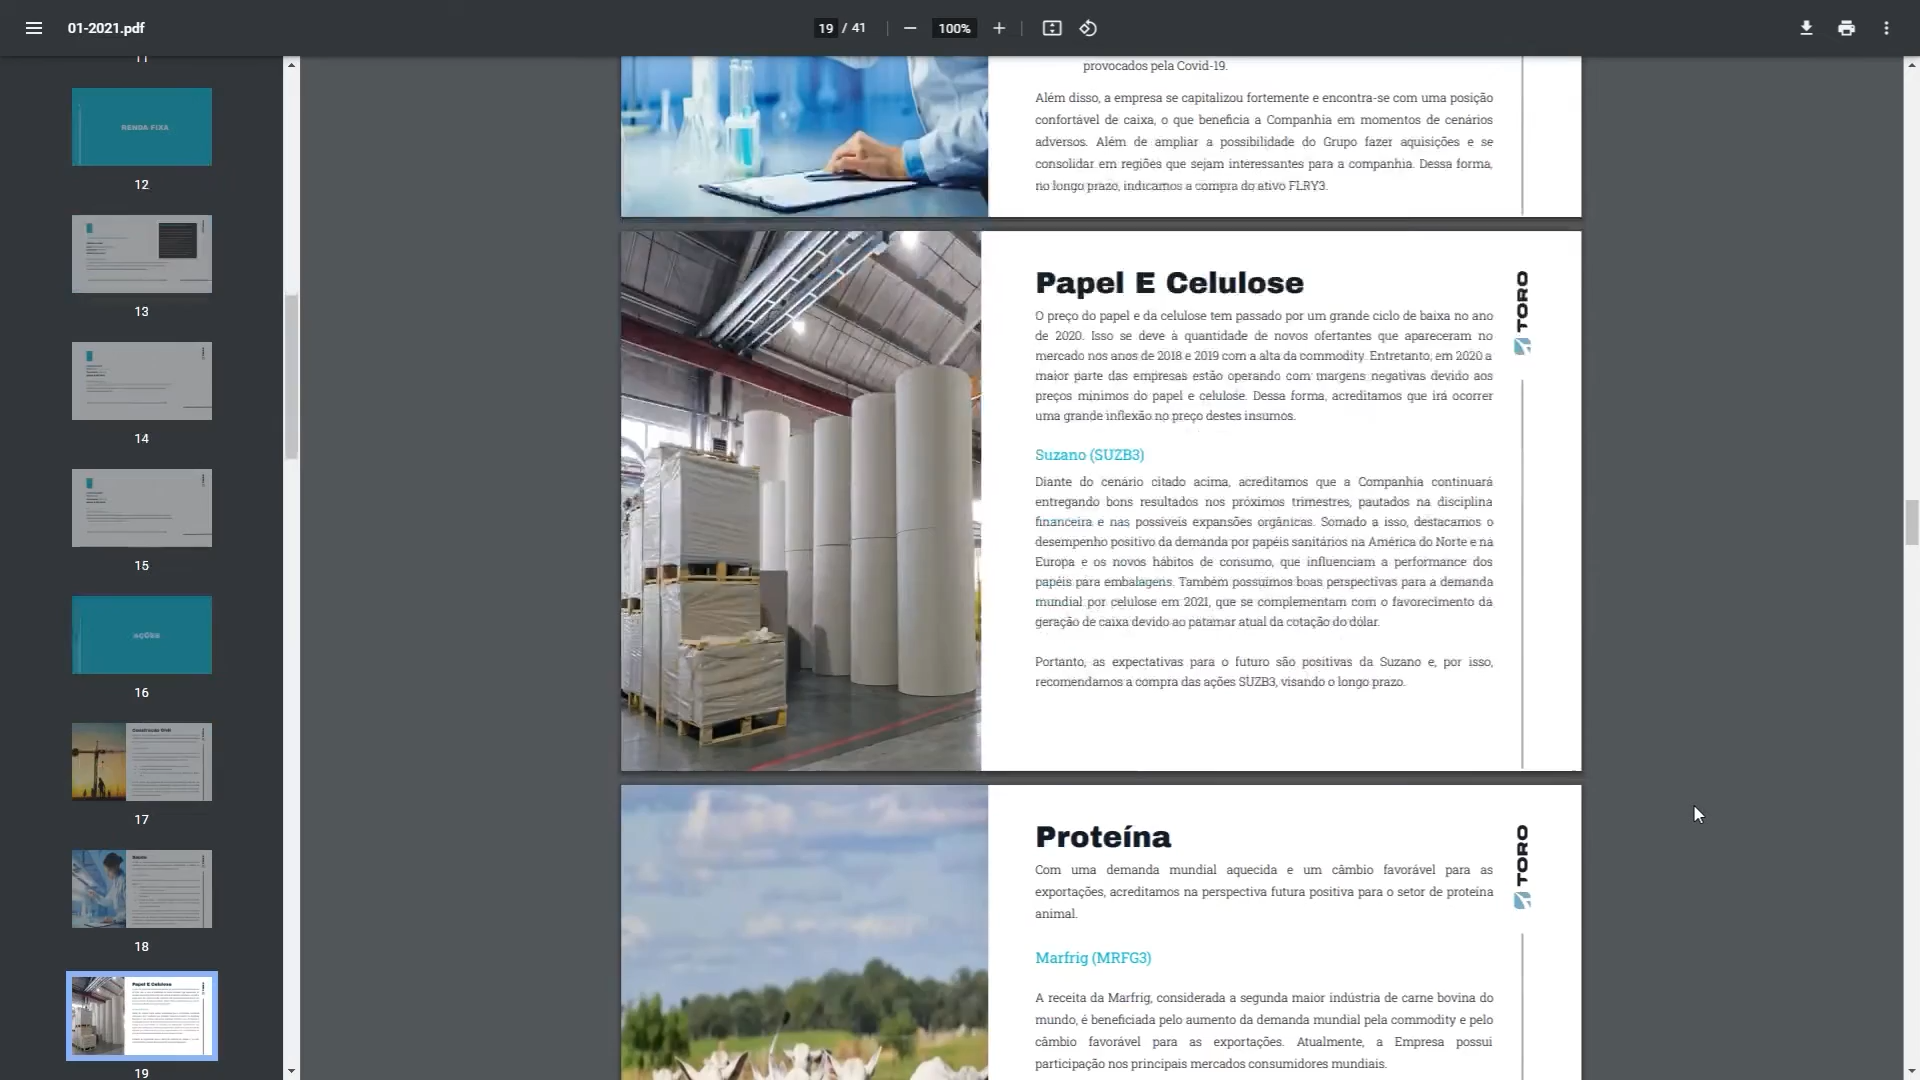 01-2021.pdf
19 / 41
100%
11
RENDA FIXA
12
13
14
15
AÇÕES
16
Construção Civil
17
Saúde
18
Papel E Celulose
19
provocados pela Covid-19.
Além disso, a empresa se capitalizou fortemente e encontra-se com uma posição
confortável de caixa, o que beneficia a Companhia em momentos de cenários
adversos. Além de ampliar a possibilidade do Grupo fazer aquisições e se
consolidar em regiões que sejam interessantes para a companhia. Dessa forma,
no longo prazo, indicamos a compra do ativo FLRY3.
Papel E Celulose
O preço do papel e da celulose tem passado por um grande ciclo de baixa no ano
de 2020. Isso se deve à quantidade de novos ofertantes que apareceram no
mercado nos anos de 2018 e 2019 com a alta da commodity. Entretanto, em 2020 a
maior parte das empresas estão operando com margens negativas devido aos
preços mínimos do papel e celulose. Dessa forma, acreditamos que irá ocorrer
uma grande inflexão no preço destes insumos.
Suzano (SUZB3)
Diante do cenário citado acima, acreditamos que a Companhia continuará
entregando bons resultados nos próximos trimestres, pautados na disciplina
financeira e nas possíveis expansões orgânicas. Somado a isso, destacamos o
desempenho positivo da demanda por papéis sanitários na América do Norte e na
Europa e os novos hábitos de consumo, que influenciam a performance dos
papéis para embalagens. Também possuímos boas perspectivas para a demanda
mundial por celulose em 2021, que se complementam com o favorecimento da
geração de caixa devido ao patamar atual da cotação do dólar.
Portanto, as expectativas para o futuro são positivas da Suzano e, por isso,
recomendamos a compra das ações SUZB3, visando o longo prazo.
TORO
Proteína
Com uma demanda mundial aquecida e um câmbio favorável para as
exportações, acreditamos na perspectiva futura positiva para o setor de proteína
animal.
Marfrig (MRFG3)
A receita da Marfrig, considerada a segunda maior indústria de carne bovina do
mundo, é beneficiada pelo aumento da demanda mundial pela commodity e pelo
câmbio favorável para as exportações. Atualmente, a Empresa possui
participação nos principais mercados consumidores mundiais.
TORO